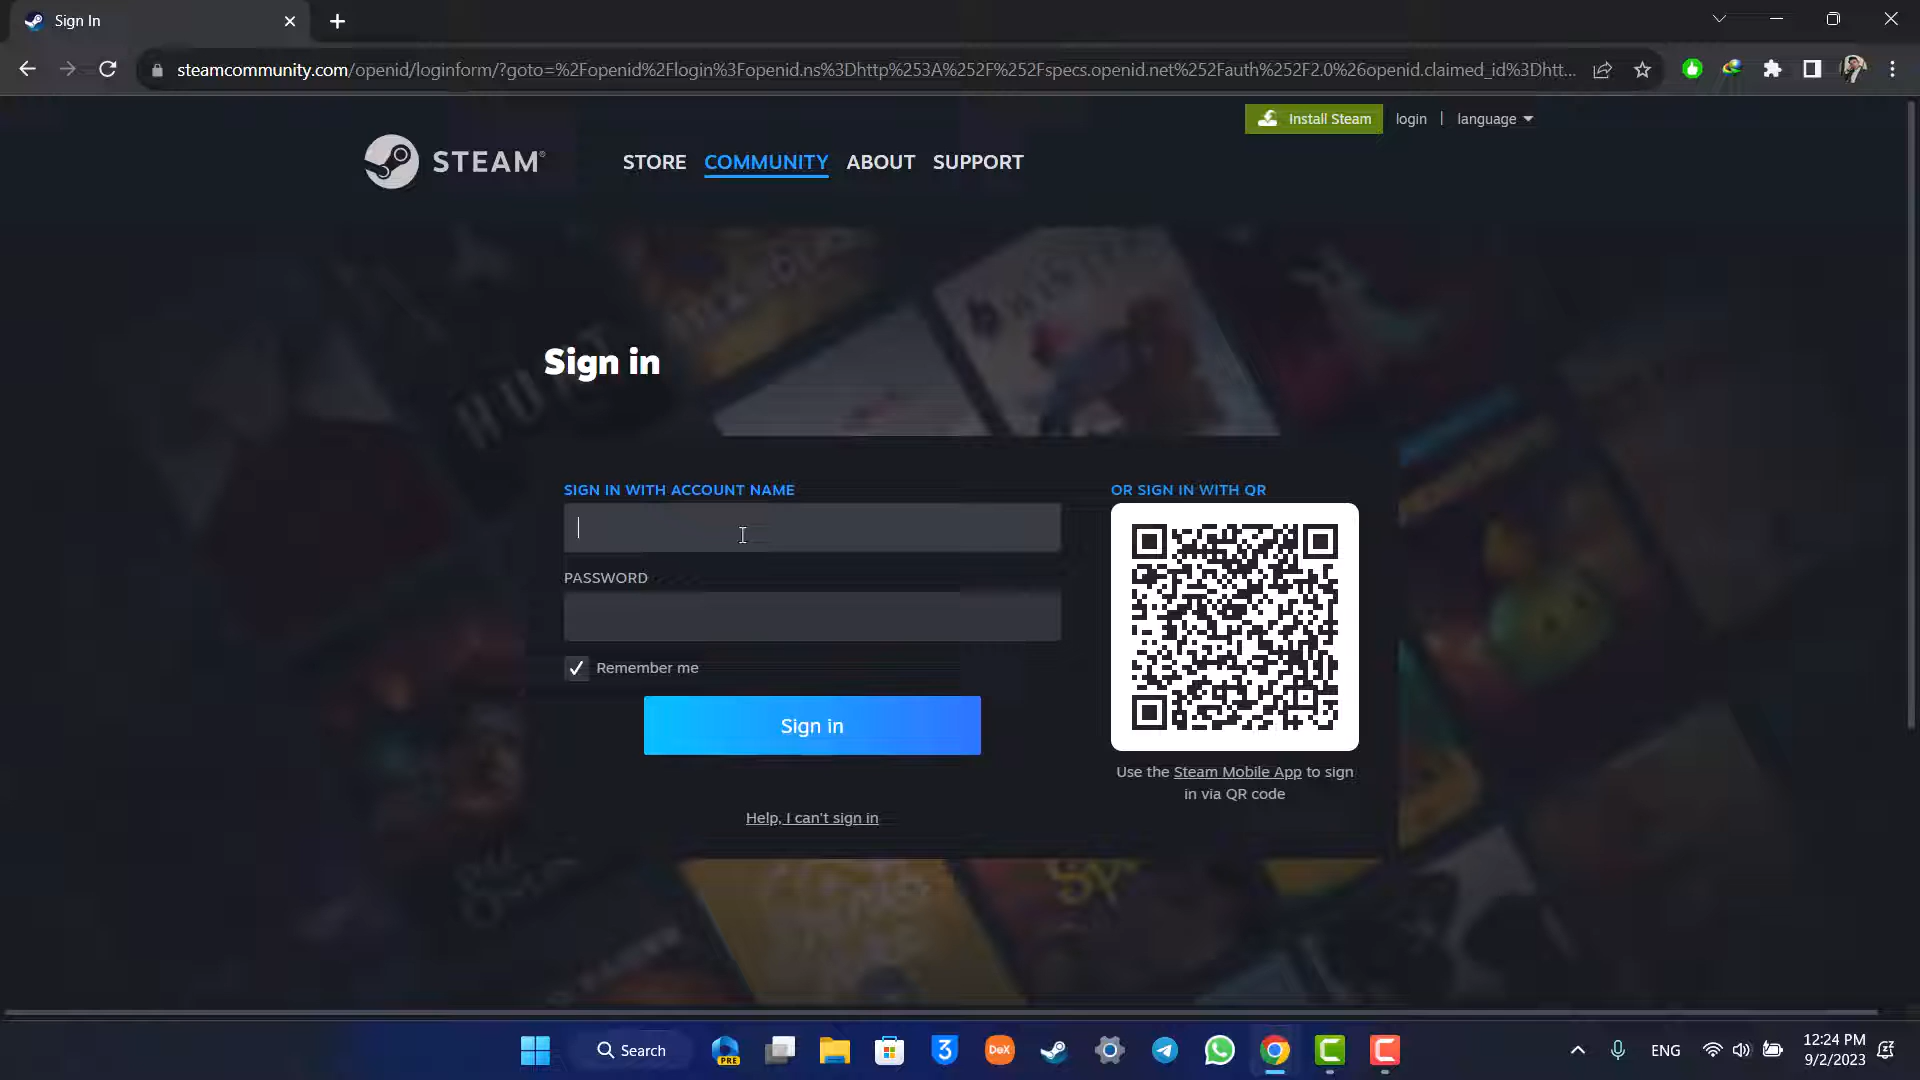 Sign In
steamcommunity.com/openid/loginform/?goto=%2Fopenid%2Flogin%3Fopenid.ns%3Dhttp%253A%252F%252Fspecs.openid.net%252Fauth%252F2.0%26openid.claimed_id%3Dhtt...
Install Steam
login | language
STEAM®
STORE COMMUNITY ABOUT SUPPORT
Sign in
SIGN IN WITH ACCOUNT NAME
PASSWORD
Remember me
Sign in
Help, I can't sign in
OR SIGN IN WITH QR
Use the Steam Mobile App to sign
in via QR code
Search
PRE
3
DeX
ENG
12:24 PM
9/2/2023